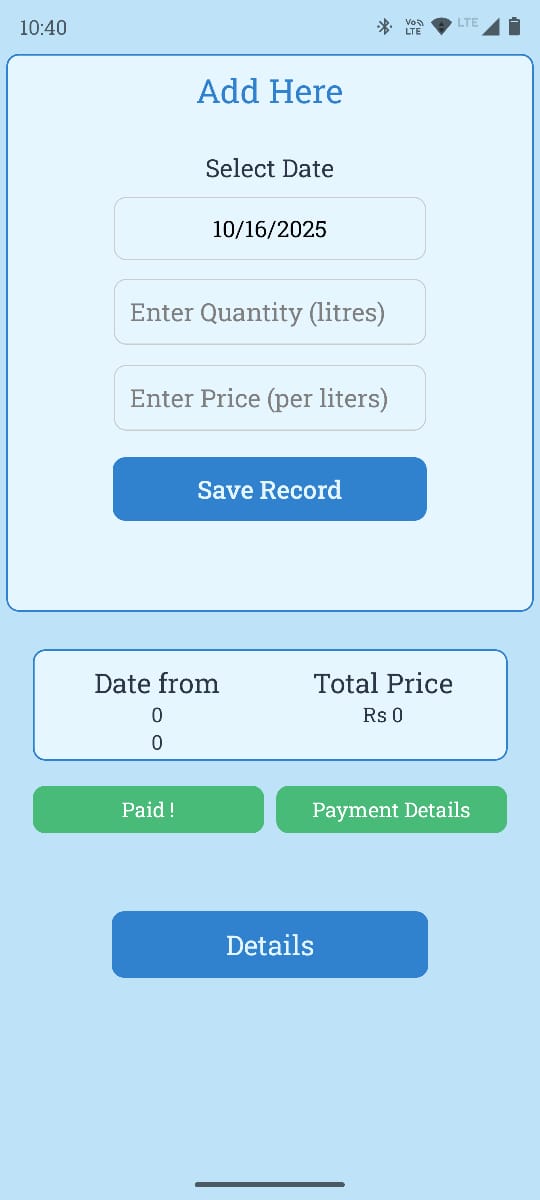 10:40
Vo
LTE
LTE
Add Here
Select Date
10/16/2025
Enter Quantity (litres)
Enter Price (per liters)
Save Record
Date from
Total Price
0
Rs 0
0
Paid !
Payment Details
Details